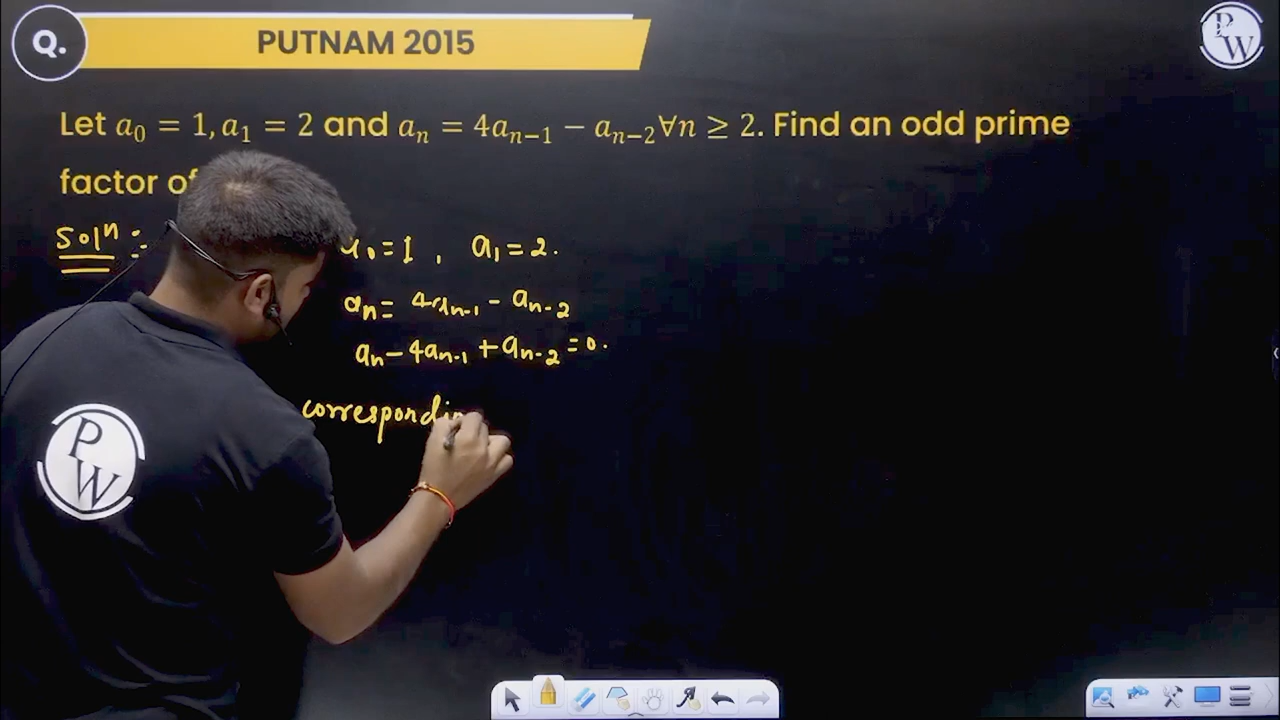 Q.
PUTNAM 2015
P
W
Let a₀ = 1, a₁ = 2 and aₙ = 4aₙ₋₁ − aₙ₋₂∀n ≥ 2. Find an odd prime
factor of
Solⁿ :-
a₀ = 1 , a₁ = 2.
aₙ = 4aₙ₋₁ - aₙ₋₂
aₙ - 4aₙ₋₁ + aₙ₋₂ = 0.
P
W